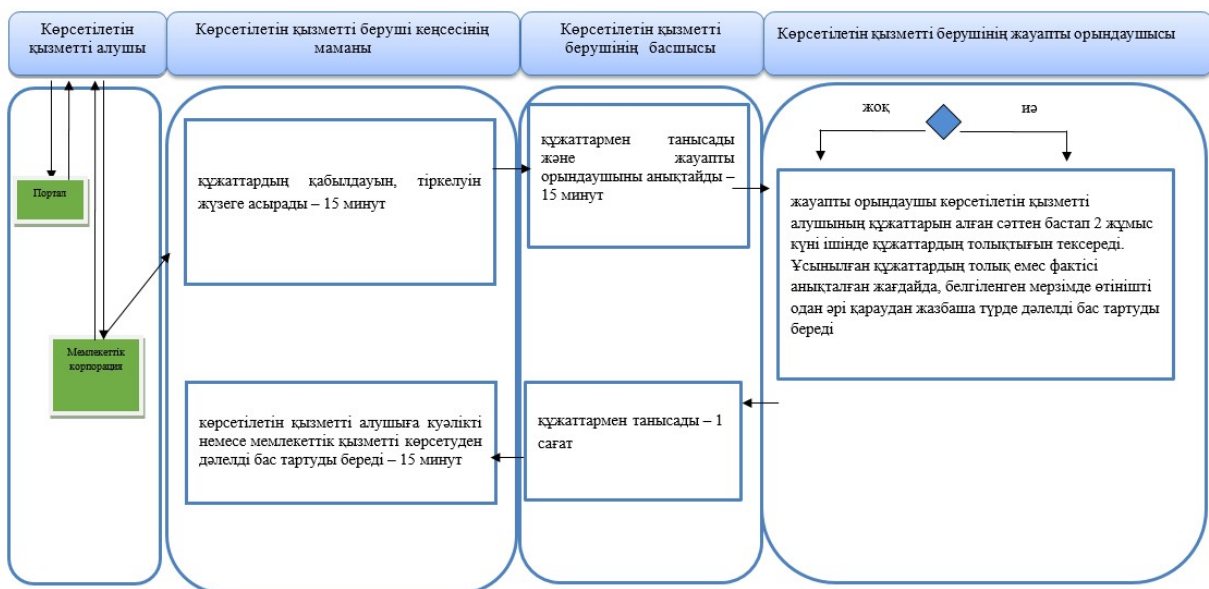 Көрсетілетін
қызметті алушы
Көрсетілетін қызметті беруші кеңсесінің
маманы
Көрсетілетін қызметті
берушінің басшысы
Көрсетілетін қызметті берушінің жауапты орындаушысы
Портал
Мемлекеттік
корпорация
құжаттардың қабылдауын, тіркелуін
жүзеге асырады – 15 минут
құжаттармен танысады
және жауапты
орындаушыны анықтайды –
15 минут
жоқ
иә
жауапты орындаушы көрсетілетін қызметті
алушының құжаттарын алған сәттен бастап 2 жұмыс
күні ішінде құжаттардың толықтығын тексереді.
Ұсынылған құжаттардың толық емес фактісі
анықталған жағдайда, белгіленген мерзімде өтінішті
одан әрі қараудан жазбаша түрде дәлелді бас тартуды
береді
көрсетілетін қызметті алушыға куәлікті
немесе мемлекеттік қызметті көрсетуден
дәлелді бас тартуды береді – 15 минут
құжаттармен танысады – 1
сағат